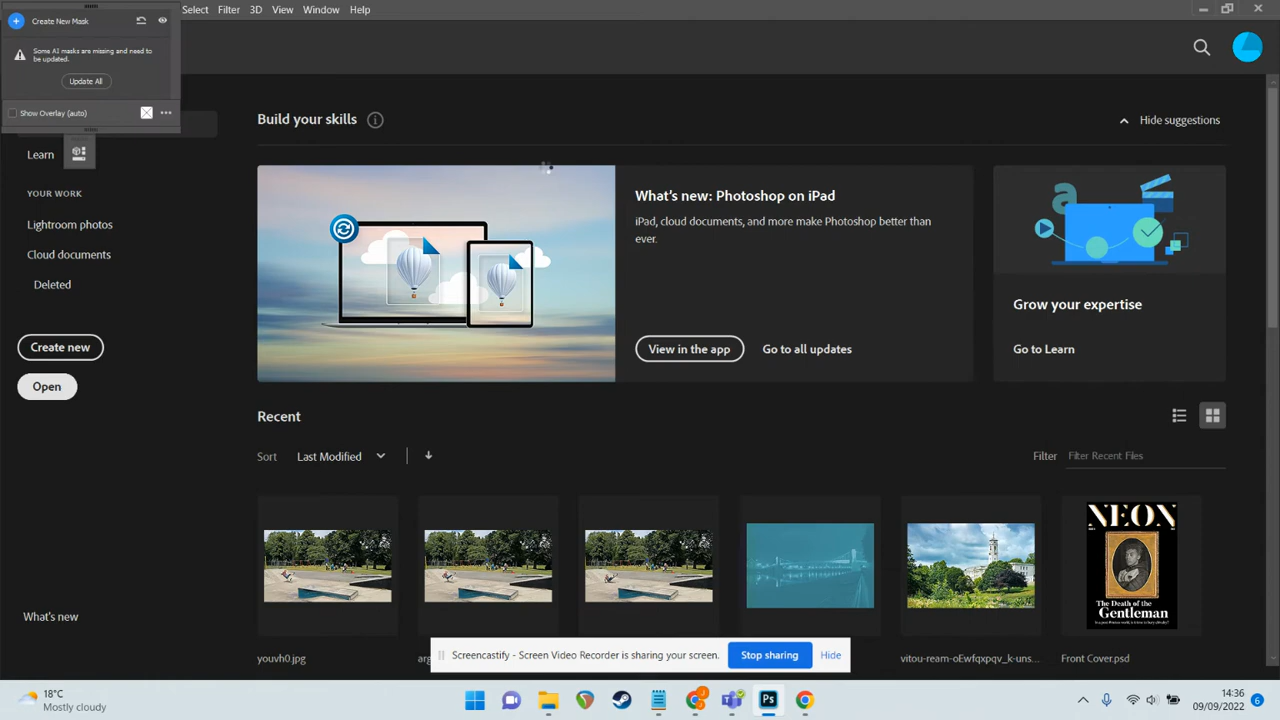 Select Filter 3D View Window Help
Create New Mask
Some AI masks are missing and need to
be updated.
Update All
Show Overlay (auto)
Learn
YOUR WORK
Lightroom photos
Cloud documents
Deleted
Create new
Open
What's new
Build your skills
Hide suggestions
What's new: Photoshop on iPad
iPad, cloud documents, and more make Photoshop better than
ever.
View in the app
Go to all updates
a
Grow your expertise
Go to Learn
Recent
Sort Last Modified
Filter Filter Recent Files
NEON
The Death of the
Gentleman
youvh0.jpg
vitou-ream-oEwfqxpqv_k-uns...
Front Cover.psd
Screencastify - Screen Video Recorder is sharing your screen.
Stop sharing
Hide
18°C
Mostly cloudy
Ps
14:36
09/09/2022
6